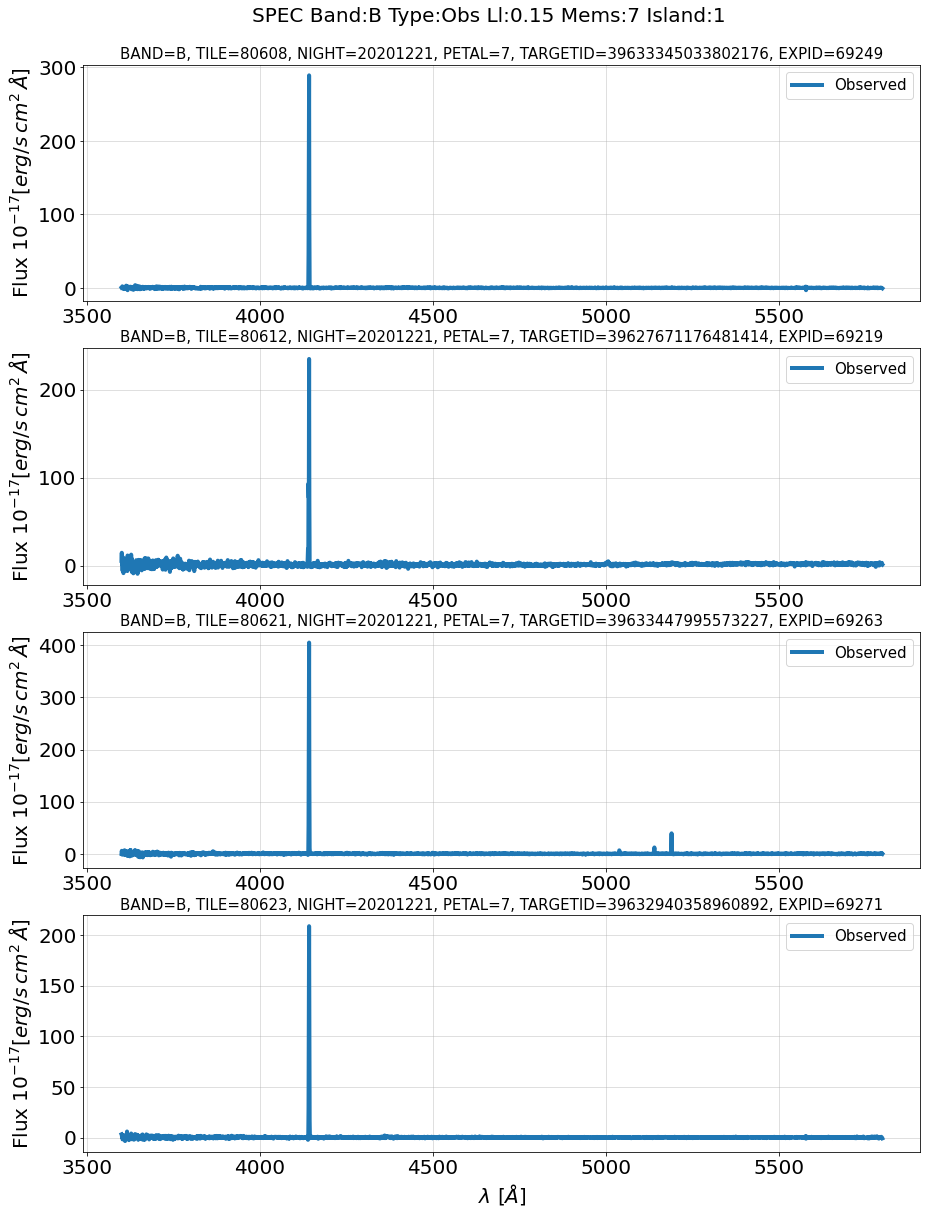 SPEC Band:B Type:Obs Ll:0.15 Mems:7 Island:1
BAND=B, TILE=80608, NIGHT=20201221, PETAL=7, TARGETID=39633345033802176, EXPID=69249
Flux 10⁻¹⁷[erg/s cm² Å]
300
200
100
0
Observed
3500 4000 4500 5000 5500
BAND=B, TILE=80612, NIGHT=20201221, PETAL=7, TARGETID=39627671176481414, EXPID=69219
Flux 10⁻¹⁷[erg/s cm² Å]
200
100
0
Observed
3500 4000 4500 5000 5500
BAND=B, TILE=80621, NIGHT=20201221, PETAL=7, TARGETID=39633447995573227, EXPID=69263
Flux 10⁻¹⁷[erg/s cm² Å]
400
300
200
100
0
Observed
3500 4000 4500 5000 5500
BAND=B, TILE=80623, NIGHT=20201221, PETAL=7, TARGETID=39632940358960892, EXPID=69271
Flux 10⁻¹⁷[erg/s cm² Å]
200
150
100
50
0
Observed
3500 4000 4500 5000 5500
λ [Å]